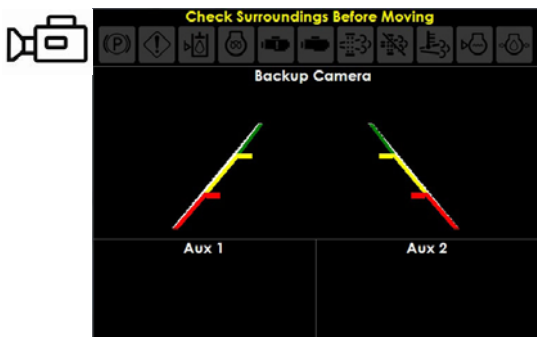 Check Surroundings Before Moving
(P)
Backup Camera
Aux 1
Aux 2